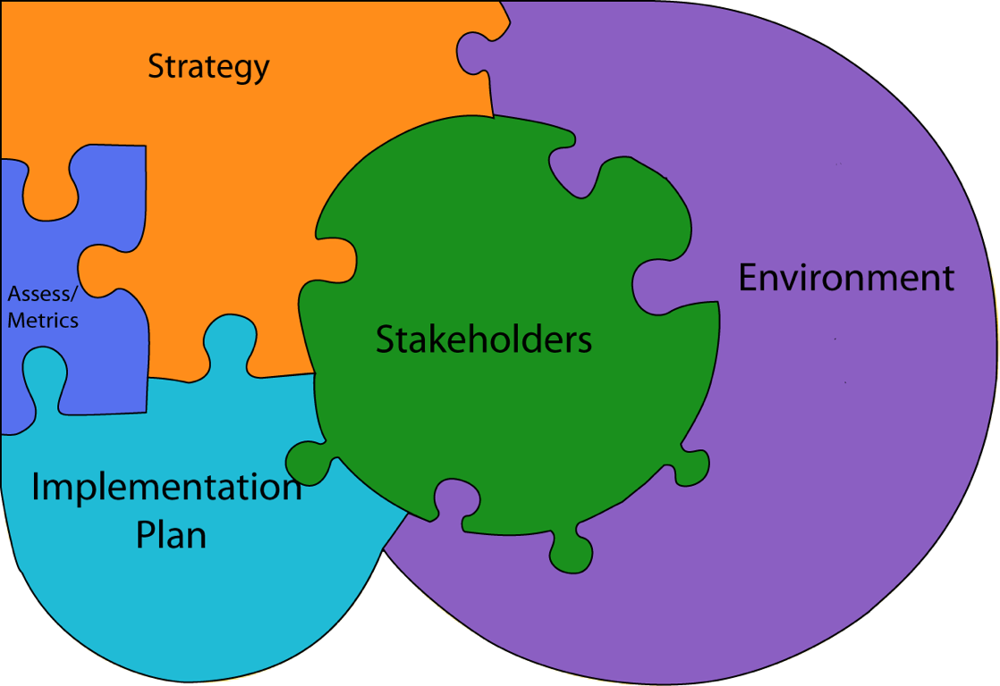 Strategy
Environment
Assess/
Metrics
Stakeholders
Implementation
Plan